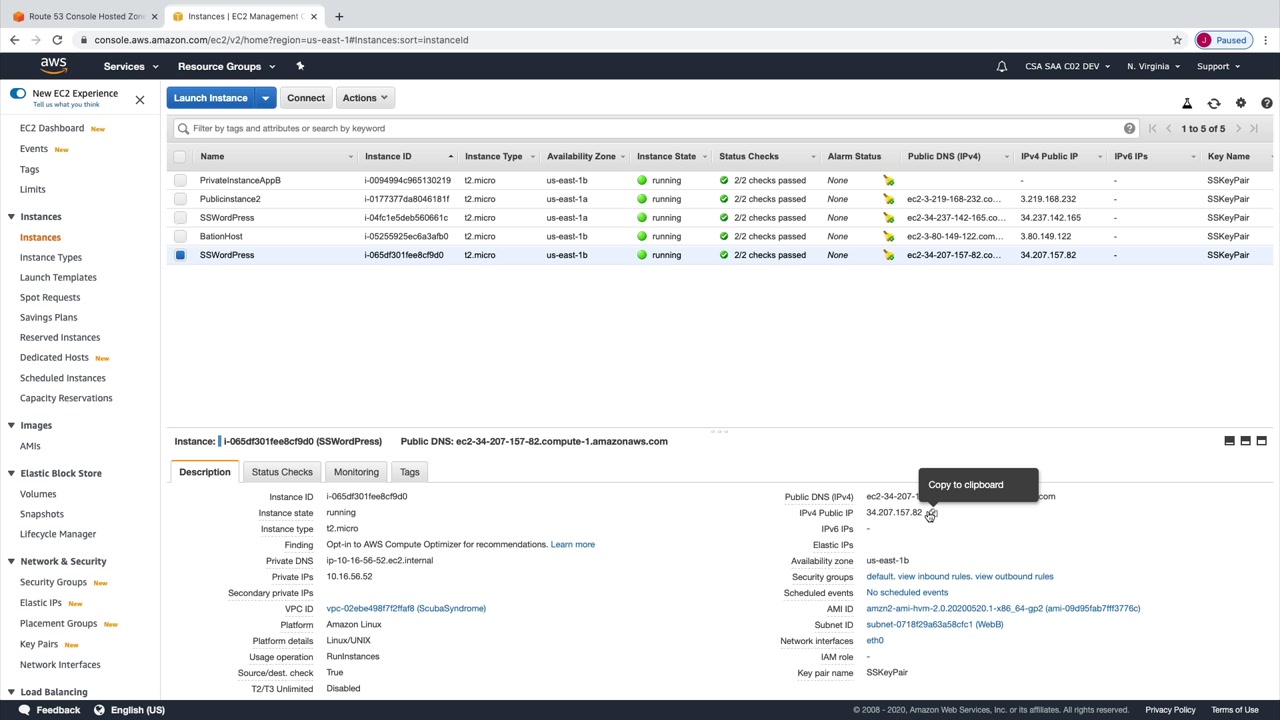 Route 53 Console Hosted Zon
Instances | EC2 Management C
console.aws.amazon.com/ec2/v2/home?region=us-east-1#Instances:sort=instanceId
J Paused
aws Services Resource Groups CSA SAA C02 DEV N. Virginia Support
New EC2 Experience
Tell us what you think
EC2 Dashboard New
Events New
Tags
Limits
Instances
Instances
Instance Types
Launch Templates
Spot Requests
Savings Plans
Reserved Instances
Dedicated Hosts New
Scheduled Instances
Capacity Reservations
Images
AMIs
Elastic Block Store
Volumes
Snapshots
Lifecycle Manager
Network & Security
Security Groups New
Elastic IPs New
Placement Groups New
Key Pairs New
Network Interfaces
Load Balancing
Launch Instance Connect Actions
Filter by tags and attributes or search by keyword 1 to 5 of 5
Name Instance ID Instance Type Availability Zone Instance State Status Checks Alarm Status Public DNS (IPv4) IPv4 Public IP IPv6 IPs Key Name
PrivateInstanceAppB i-0094994c965130219 t2.micro us-east-1b running 2/2 checks passed None - - SSKeyPair
Publicinstance2 i-0177377da8046181f t2.micro us-east-1a running 2/2 checks passed None ec2-3-219-168-232.co... 3.219.168.232 - SSKeyPair
SSWordPress i-04fc1e5deb560661c t2.micro us-east-1a running 2/2 checks passed None ec2-34-237-142-165.co... 34.237.142.165 - SSKeyPair
BationHost i-05255925ec6a3afb0 t2.micro us-east-1b running 2/2 checks passed None ec2-3-80-149-122.com... 3.80.149.122 - SSKeyPair
SSWordPress i-065df301fee8cf9d0 t2.micro us-east-1b running 2/2 checks passed None ec2-34-207-157-82.co... 34.207.157.82 - SSKeyPair
Instance: i-065df301fee8cf9d0 (SSWordPress) Public DNS: ec2-34-207-157-82.compute-1.amazonaws.com
Description Status Checks Monitoring Tags
Copy to clipboard
Instance ID i-065df301fee8cf9d0
Instance state running
Instance type t2.micro
Finding Opt-in to AWS Compute Optimizer for recommendations. Learn more
Private DNS ip-10-16-56-52.ec2.internal
Private IPs 10.16.56.52
Secondary private IPs
VPC ID vpc-02ebe498f7f2ffaf8 (ScubaSyndrome)
Platform Amazon Linux
Platform details Linux/UNIX
Usage operation RunInstances
Source/dest. check True
T2/T3 Unlimited Disabled
Public DNS (IPv4) ec2-34-207-1 com
IPv4 Public IP 34.207.157.82
IPv6 IPs -
Elastic IPs
Availability zone us-east-1b
Security groups default. view inbound rules. view outbound rules
Scheduled events No scheduled events
AMI ID amzn2-ami-hvm-2.0.20200520.1-x86_64-gp2 (ami-09d95fab7fff3776c)
Subnet ID subnet-0718f29a63a58cfc1 (WebB)
Network interfaces eth0
IAM role -
Key pair name SSKeyPair
Feedback English (US) © 2008 - 2020, Amazon Web Services, Inc. or its affiliates. All rights reserved. Privacy Policy Terms of Use